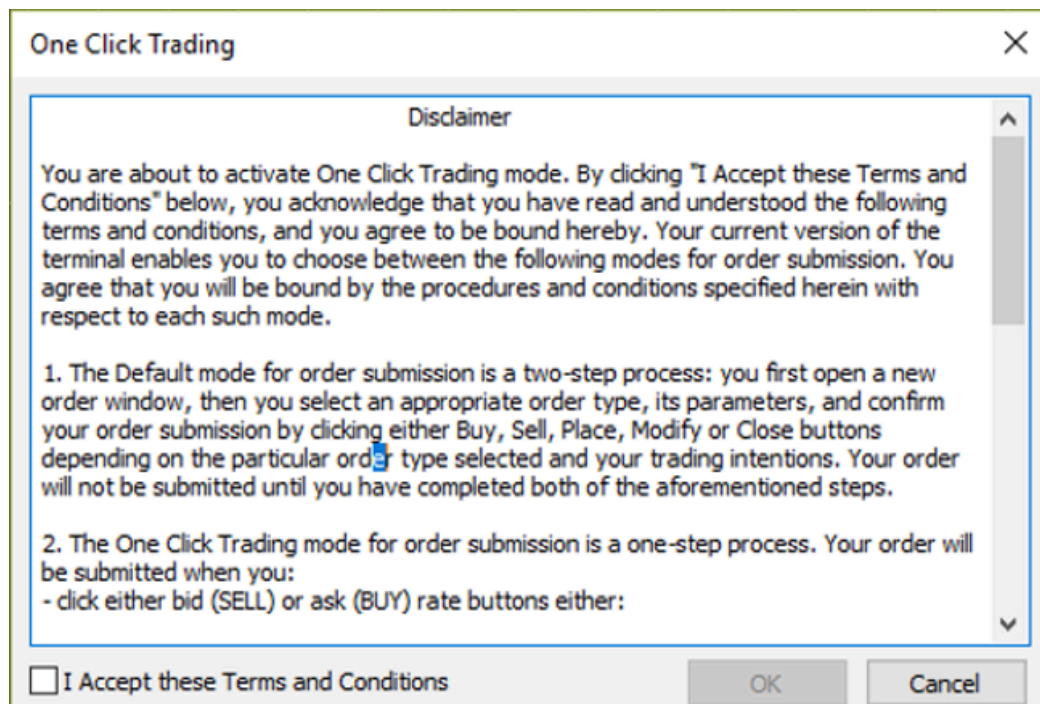 One Click Trading
Disclaimer
You are about to activate One Click Trading mode. By clicking "I Accept these Terms and
Conditions" below, you acknowledge that you have read and understood the following
terms and conditions, and you agree to be bound hereby. Your current version of the
terminal enables you to choose between the following modes for order submission. You
agree that you will be bound by the procedures and conditions specified herein with
respect to each such mode.
1. The Default mode for order submission is a two-step process: you first open a new
order window, then you select an appropriate order type, its parameters, and confirm
your order submission by clicking either Buy, Sell, Place, Modify or Close buttons
depending on the particular order type selected and your trading intentions. Your order
will not be submitted until you have completed both of the aforementioned steps.
2. The One Click Trading mode for order submission is a one-step process. Your order will
be submitted when you:
- click either bid (SELL) or ask (BUY) rate buttons either:
I Accept these Terms and Conditions
OK
Cancel